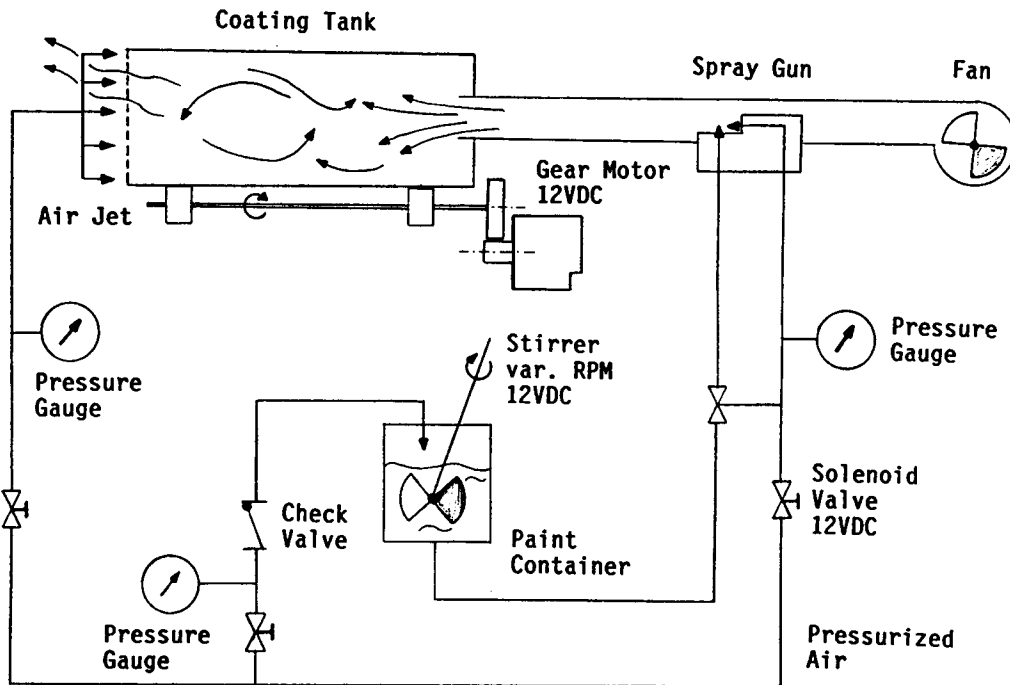 Coating Tank
Spray Gun
Fan
Gear Motor
12VDC
Air Jet
Pressure
Gauge
Stirrer
var. RPM
12VDC
Pressure
Gauge
Check
Valve
Solenoid
Valve
12VDC
Paint
Container
Pressure
Gauge
Pressurized
Air